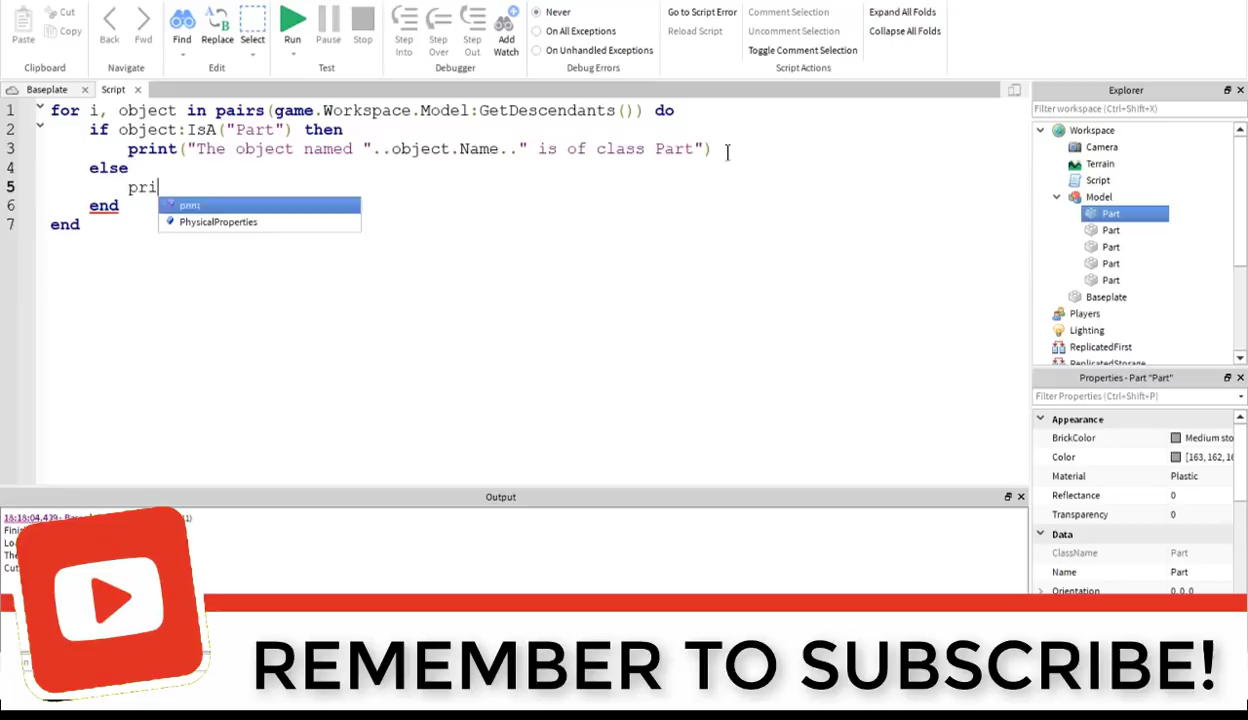 Cut
Copy
Paste
Back
Fwd
Find
Replace
Select
Run
Pause
Stop
Step Into
Step Over
Step Out
Add Watch
Never
On All Exceptions
On Unhandled Exceptions
Go to Script Error
Reload Script
Comment Selection
Uncomment Selection
Toggle Comment Selection
Expand All Folds
Collapse All Folds
Clipboard
Navigate
Edit
Test
Debugger
Debug Errors
Script Actions
Baseplate
Script
1 for i, object in pairs(game.Workspace.Model:GetDescendants()) do
2 if object:IsA("Part") then
3 print("The object named "..object.Name.." is of class Part")
4 else
5 pri
6 end
7 end
print
PhysicalProperties
Explorer
Filter workspace (Ctrl+Shift+X)
Workspace
Camera
Terrain
Script
Model
Part
Part
Part
Part
Part
Baseplate
Players
Lighting
ReplicatedFirst
ReplicatedStorage
Properties - Part "Part"
Filter Properties (Ctrl+Shift+P)
Appearance
BrickColor Medium sto
Color [163, 162, 16
Material Plastic
Reflectance 0
Transparency 0
Data
ClassName Part
Name Part
Orientation 0, 0, 0
Output
REMEMBER TO SUBSCRIBE!